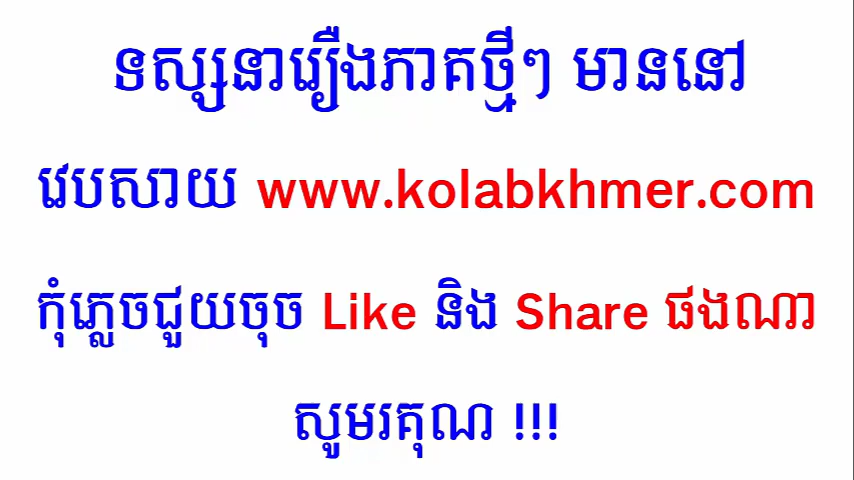 ទស្សនារឿងភាគថ្មីៗ មាននៅ
វេបសាយ www.kolabkhmer.com
កុំភ្លេចជួយចុច Like និង Share ផងណា
សូមរគុណ !!!